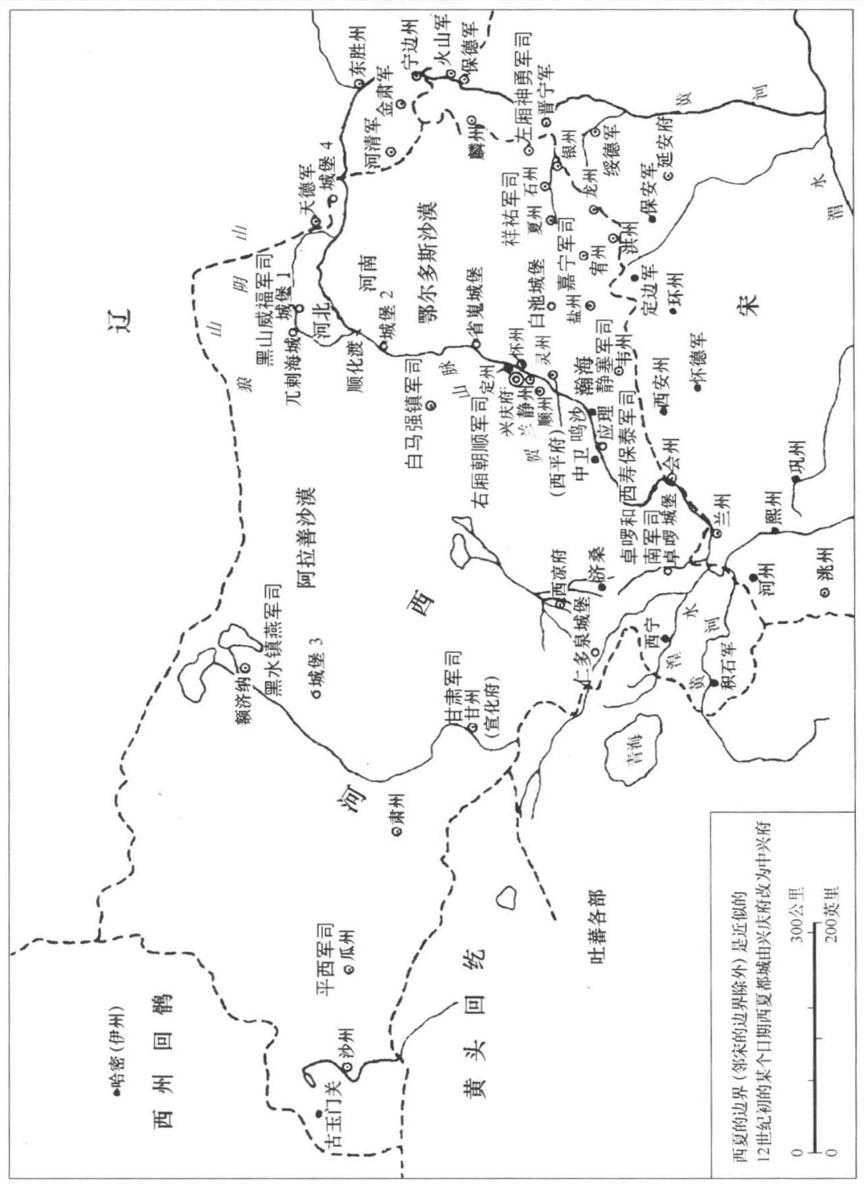 辽
宋
河
西
西州回鹘
黄头回纥
吐蕃各部
哈密(伊州)
古玉门关
沙州
平西军司
瓜州
肃州
甘肃军司
甘州
(宣化府)
额济纳
黑水镇燕军司
城堡 3
阿拉善沙漠
狼
山
阴
山
黑山威福军司
兀剌海城
城堡 1
河北
天德军
城堡 4
东胜州
金肃军
河清军
宁边州
火山军
保德军
麟州
左厢神勇军司
晋宁军
河南
鄂尔多斯沙漠
顺化渡
城堡 2
省嵬城堡
白马强镇军司
右厢朝顺军司
定州
怀州
兴庆府
静州
顺州
灵州
(西平府)
贺
兰
山
脉
白池城堡
盐州
嘉宁军司
宥州
祥祐军司
夏州
石州
银州
龙州
洪州
绥德军
延安府
保安军
定边军
环州
黄
河
渭
水
瀚海
静塞军司
韦州
鸣沙
应理
中卫
西寿保泰军司
西安州
怀德军
会州
卓啰和
南军司
卓啰城堡
兰州
巩州
熙州
河州
洮州
西凉府
济桑
仁多泉城堡
西宁
湟
水
黄
河
积石军
青海
西夏的边界(邻宋的边界除外)是近似的
12世纪初的某个日期西夏都城由兴庆府改为中兴府
0
300公里
0
200英里